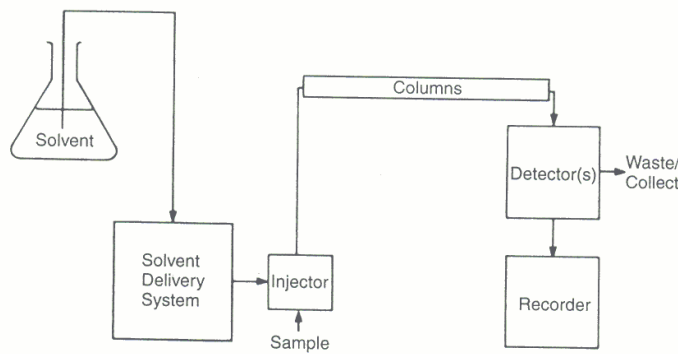 Solvent
Columns
Detector(s)
Waste/
Collect
Solvent
Delivery
System
Injector
Recorder
Sample